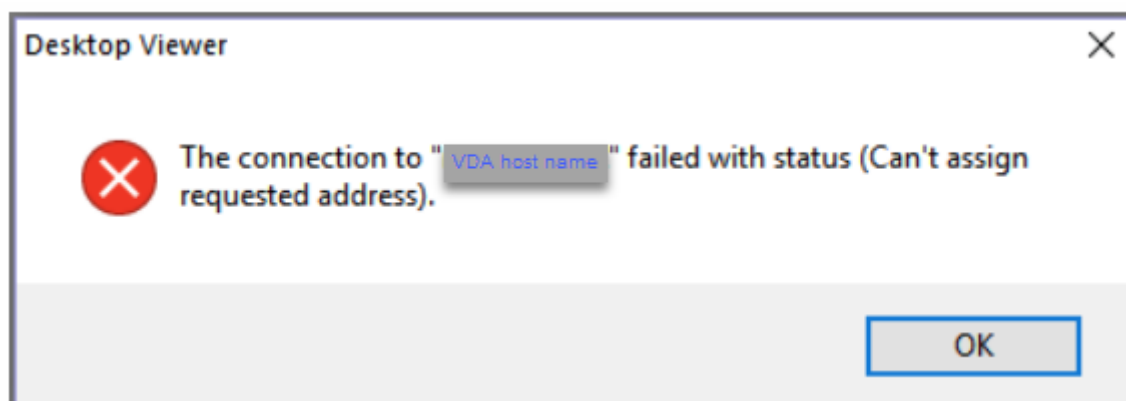 Desktop Viewer
The connection to "VDA host name" failed with status (Can't assign
requested address).
OK